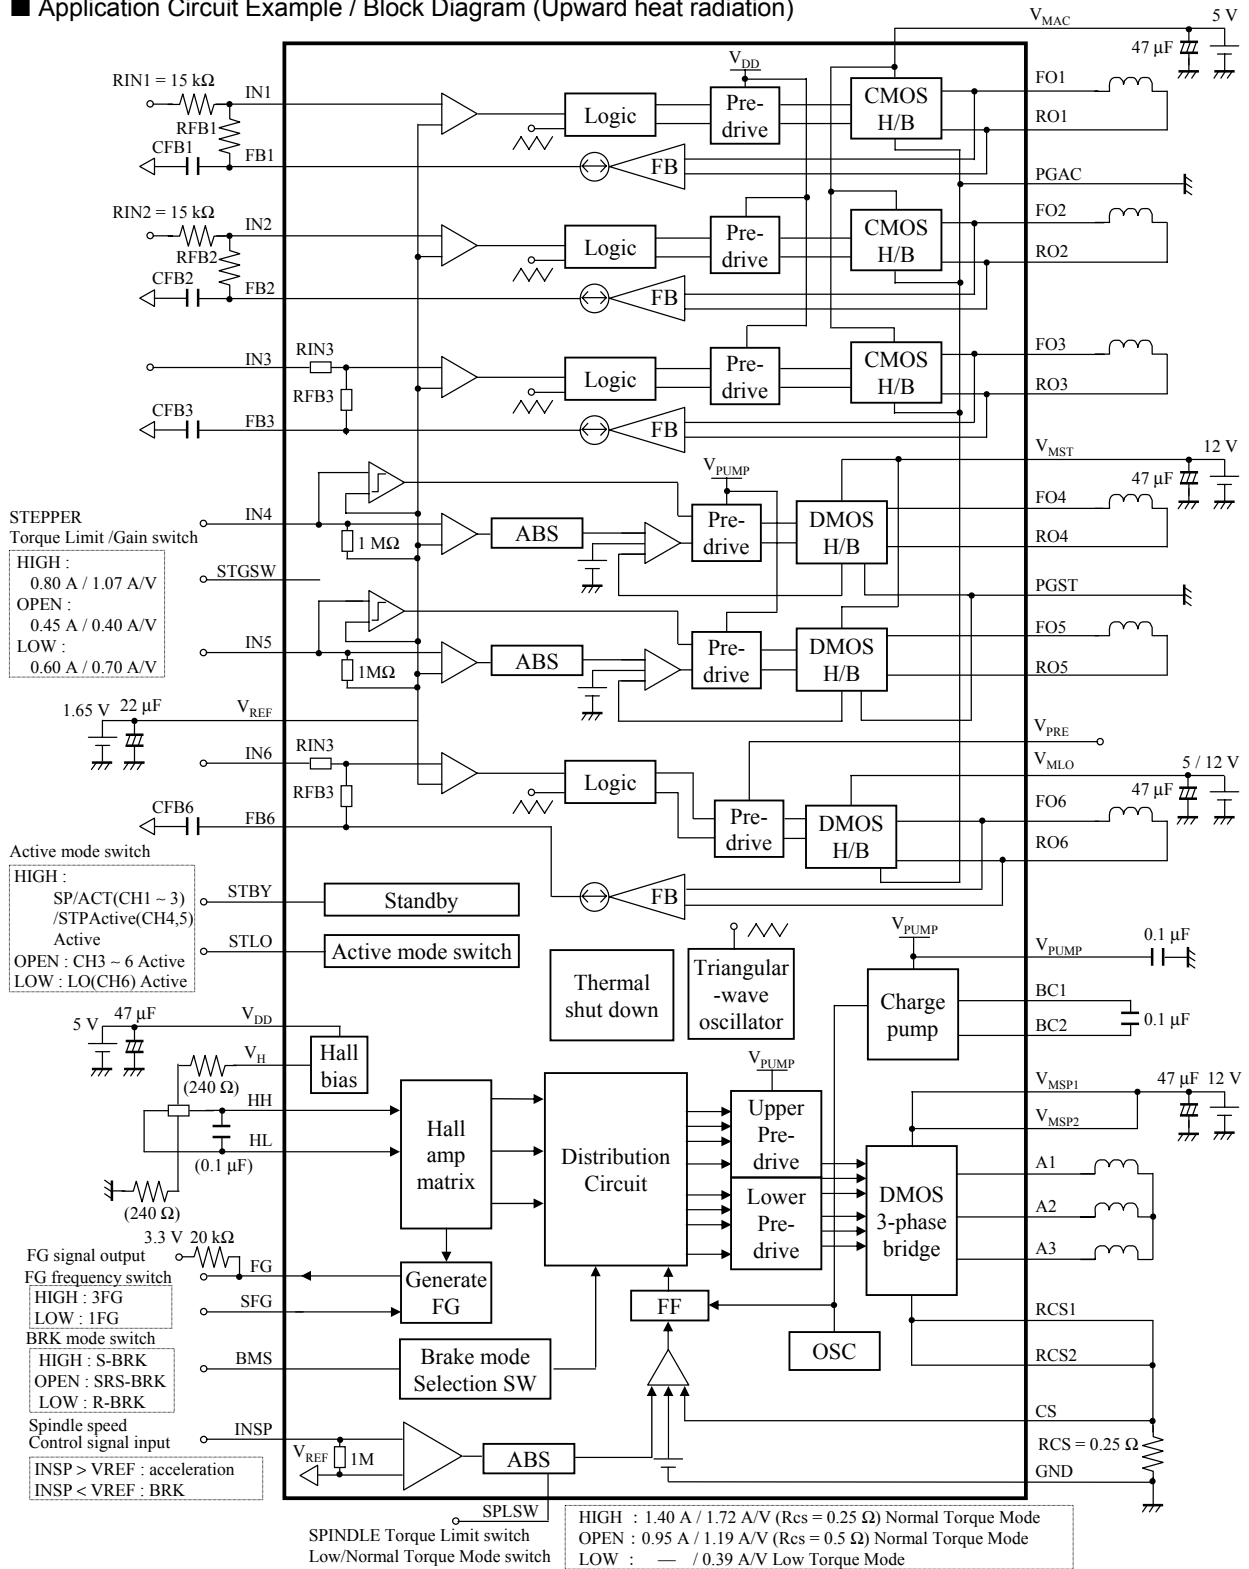 ■ Application Circuit Example / Block Diagram (Upward heat radiation)
VMAC
5 V
47 µF
RIN1 = 15 kΩ
IN1
RFB1
CFB1
FB1
VDD
Logic
Pre-
drive
CMOS
H/B
FB
FO1
RO1
PGAC
RIN2 = 15 kΩ
IN2
RFB2
CFB2
FB2
Logic
Pre-
drive
CMOS
H/B
FB
FO2
RO2
IN3
RIN3
RFB3
CFB3
FB3
Logic
Pre-
drive
CMOS
H/B
FB
FO3
RO3
VMST
12 V
47 µF
VPUMP
STEPPER
Torque Limit /Gain switch
HIGH :
0.80 A / 1.07 A/V
OPEN :
0.45 A / 0.40 A/V
LOW :
0.60 A / 0.70 A/V
IN4
1 MΩ
ABS
Pre-
drive
DMOS
H/B
FO4
RO4
STGSW
PGST
IN5
1MΩ
ABS
Pre-
drive
DMOS
H/B
FO5
RO5
1.65 V
22 µF
VREF
VPRE
VMLO
5 / 12 V
47 µF
IN6
RIN3
RFB3
CFB6
FB6
Logic
Pre-
drive
DMOS
H/B
FB
FO6
RO6
Active mode switch
HIGH :
SP/ACT(CH1 ~ 3)
/STPActive(CH4,5)
Active
OPEN : CH3 ~ 6 Active
LOW : LO(CH6) Active
STBY
Standby
STLO
Active mode switch
Thermal
shut down
Triangular
-wave
oscillator
VPUMP
Charge
pump
VPUMP
0.1 µF
BC1
BC2
0.1 µF
5 V
47 µF
VDD
VH
Hall
bias
(240 Ω)
HH
HL
(0.1 µF)
(240 Ω)
Hall
amp
matrix
Distribution
Circuit
VPUMP
Upper
Pre-
drive
Lower
Pre-
drive
DMOS
3-phase
bridge
VMSP1
47 µF 12 V
VMSP2
A1
A2
A3
3.3 V 20 kΩ
FG signal output
FG
FG frequency switch
HIGH : 3FG
LOW : 1FG
SFG
Generate
FG
FF
OSC
RCS1
RCS2
BRK mode switch
HIGH : S-BRK
OPEN : SRS-BRK
LOW : R-BRK
BMS
Brake mode
Selection SW
CS
RCS = 0.25 Ω
GND
Spindle speed
Control signal input
INSP
INSP > VREF : acceleration
INSP < VREF : BRK
VREF
1M
ABS
SPLSW
SPINDLE Torque Limit switch
Low/Normal Torque Mode switch
HIGH : 1.40 A / 1.72 A/V (Rcs = 0.25 Ω) Normal Torque Mode
OPEN : 0.95 A / 1.19 A/V (Rcs = 0.5 Ω) Normal Torque Mode
LOW : — / 0.39 A/V Low Torque Mode